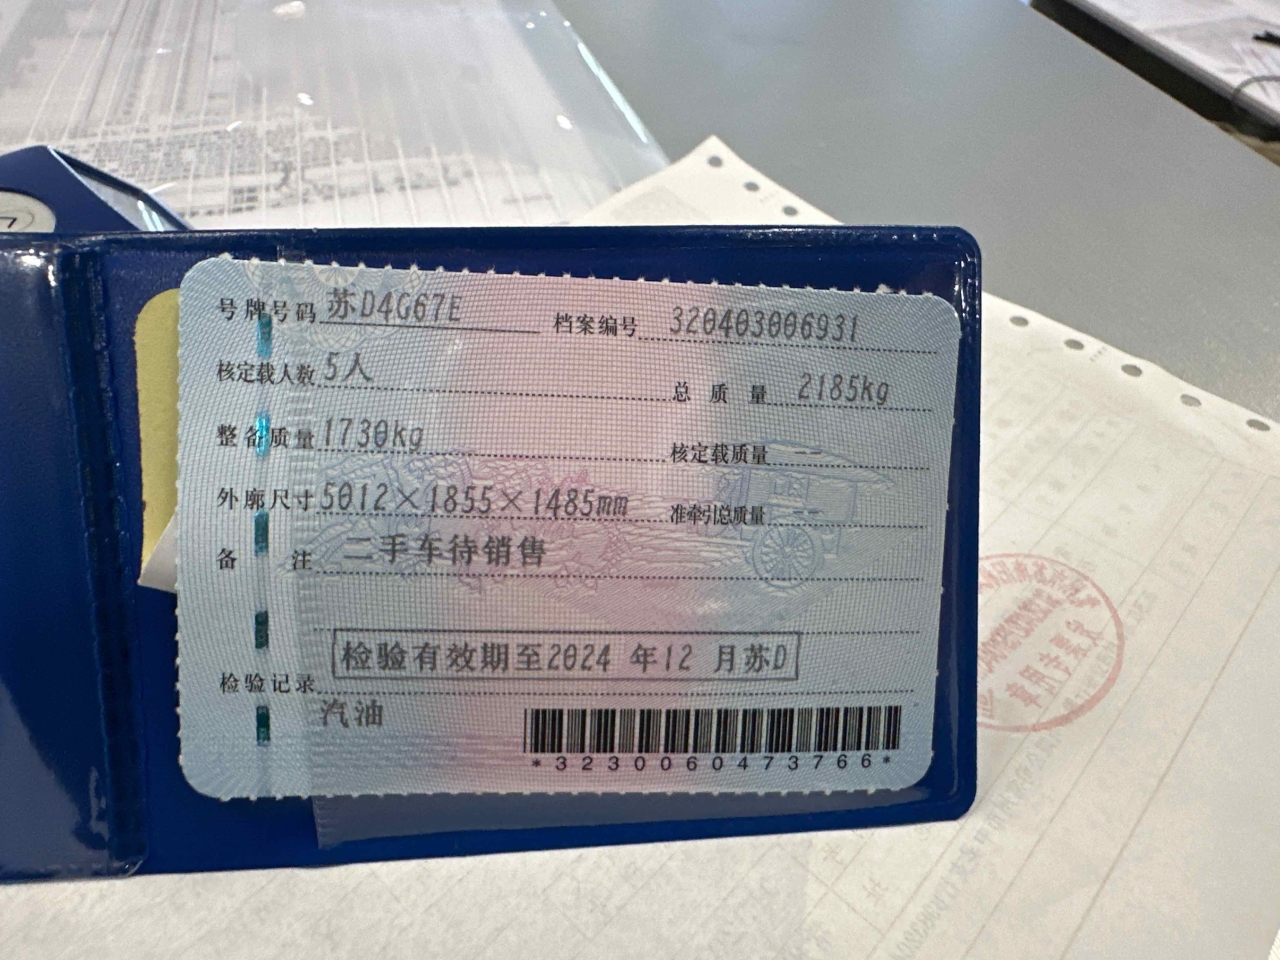 号牌号码 苏D4G67E 档案编号 320403006931
核定载人数 5人 总质量 2185kg
整备质量 1730kg 核定载质量 --
外廓尺寸 5012×1855×1485mm 准牵引总质量 --
备注 二手车待销售
检验有效期至2024 年12 月苏D
检验记录
汽油
*3230060473766*